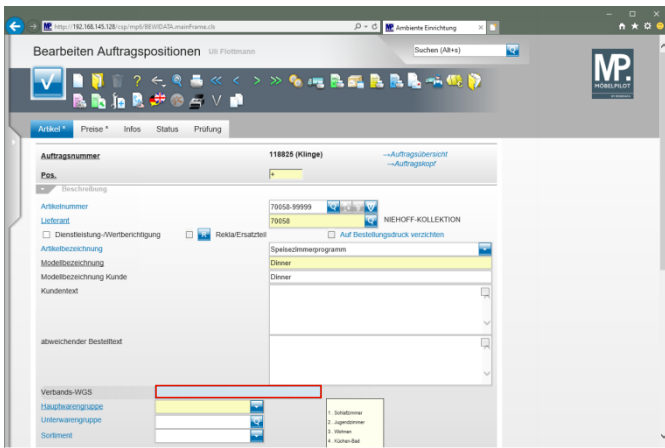 http://192.168.145.128/csp/mp6/BEWIDATA.mainFrame.cls
MP Ambiente Einrichtung
Bearbeiten Auftragspositionen Uli Flottmann
Suchen (Alt+s)
MP.
MÖBELPILOT
Artikel * Preise * Infos Status Prüfung
Auftragsnummer 118825 (Klinge) →Auftragsübersicht
→Auftragskopf
Pos. +
Beschreibung
Artikelnummer 70058-99999
Lieferant 70058 NIEHOFF-KOLLEKTION
Dienstleistung-/Wertberichtigung R Rekla/Ersatzteil Auf Bestellungsdruck verzichten
Artikelbezeichnung Speisezimmerprogramm
Modellbezeichnung Dinner
Modellbezeichnung Kunde Dinner
Kundentext
abweichender Bestelltext
Verbands-WGS
Hauptwarengruppe
Unterwarengruppe
Sortiment
1 . Schlafzimmer
2 . Jugendzimmer
3 . Wohnen
4 . Küchen-Bad